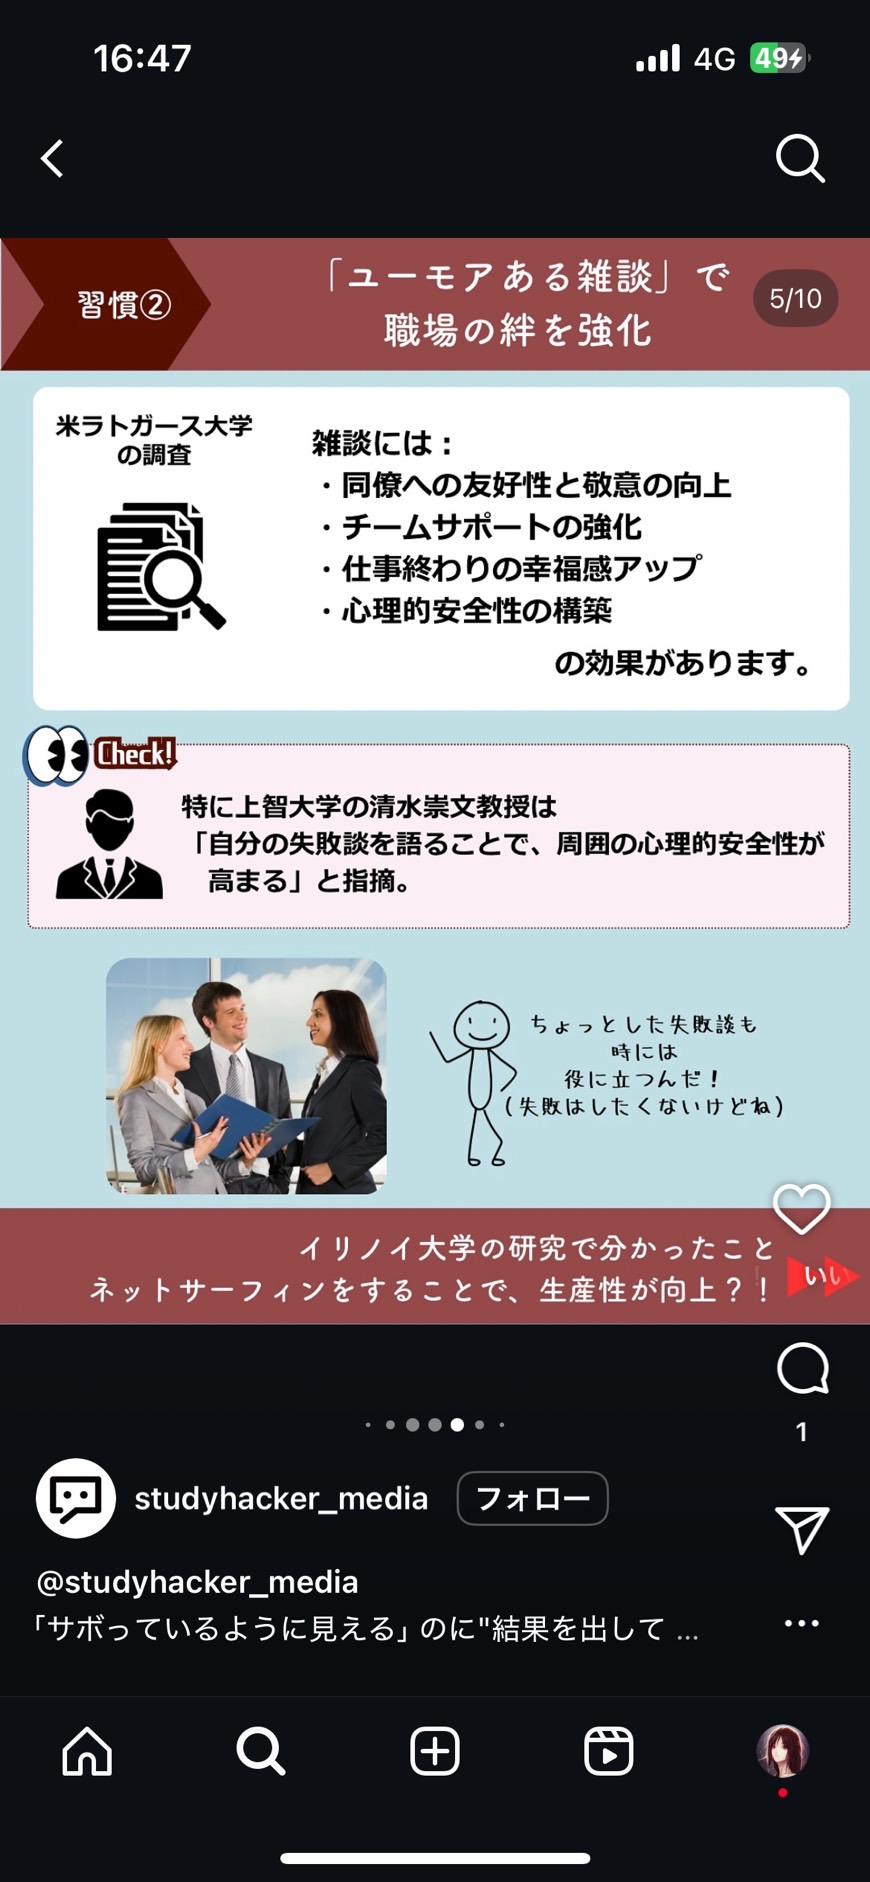 16:47
4G
49
習慣②
「ユーモアある雑談」で
職場の絆を強化
5/10
米ラトガース大学
の調査
雑談には：
・同僚への友好性と敬意の向上
・チームサポートの強化
・仕事終わりの幸福感アップ
・心理的安全性の構築
の効果があります。
Check!
特に上智大学の清水崇文教授は
「自分の失敗談を語ることで、周囲の心理的安全性が
高まる」と指摘。
ちょっとした失敗談も
時には
役に立つんだ！
(失敗はしたくないけどね)
イリノイ大学の研究で分かったこと
ネットサーフィンをすることで、生産性が向上？！
いい
1
studyhacker_media
フォロー
@studyhacker_media
「サボっているように見える」のに"結果を出して ...